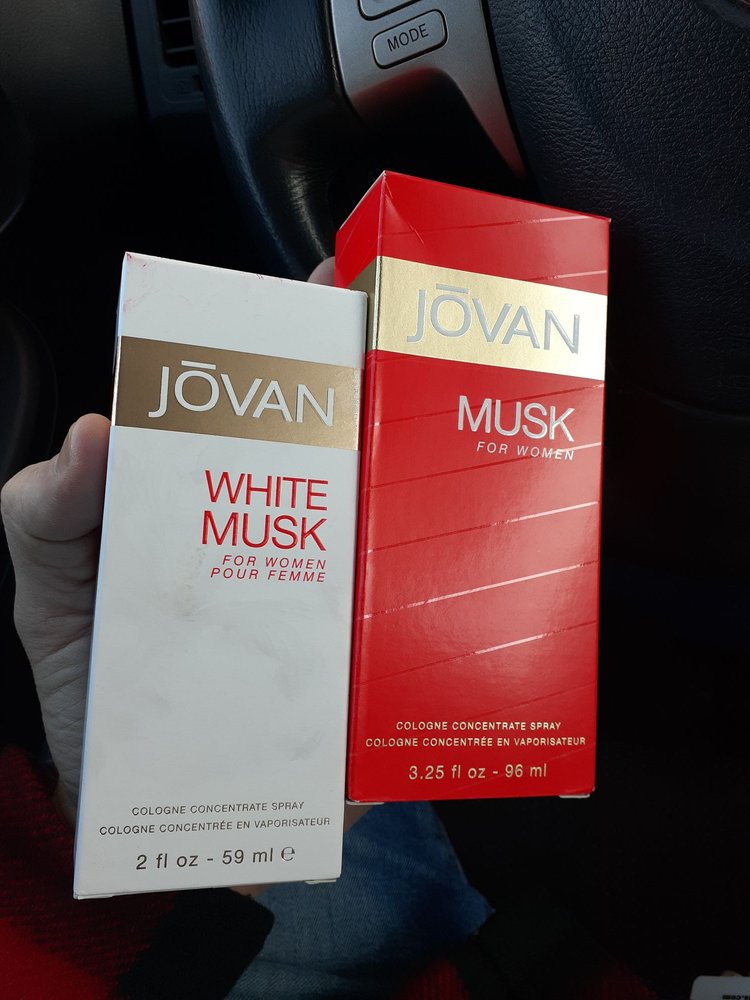 MODE
JŌVAN
WHITE
MUSK
FOR WOMEN
POUR FEMME
COLOGNE CONCENTRATE SPRAY
COLOGNE CONCENTRÉE EN VAPORISATEUR
2 fl oz - 59 ml ℮
JŌVAN
MUSK
FOR WOMEN
COLOGNE CONCENTRATE SPRAY
COLOGNE CONCENTRÉE EN VAPORISATEUR
3.25 fl oz - 96 ml